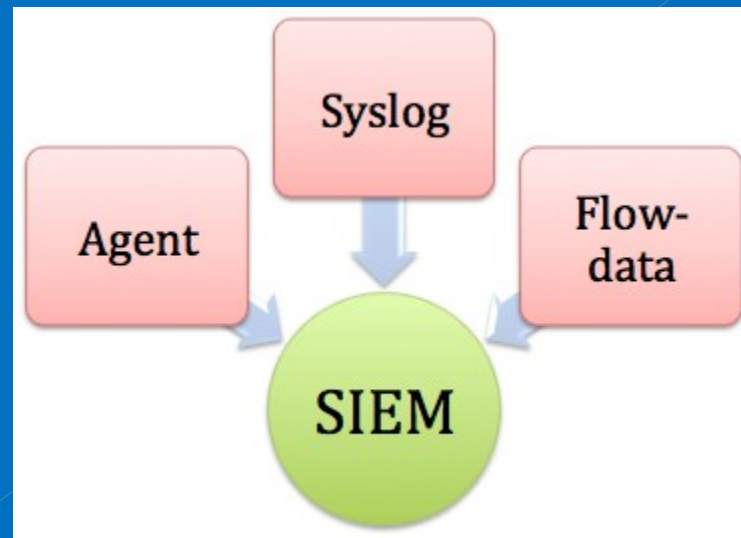 Syslog
Agent
Flow-
data
SIEM